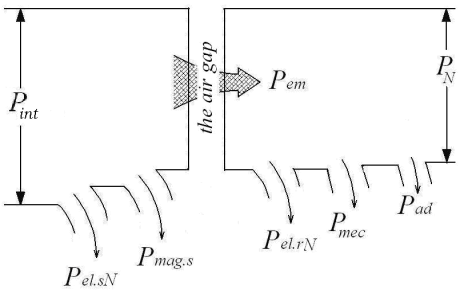 P_int
the air gap
P_em
P_N
P_el.sN
P_mag.s
P_el.rN
P_mec
P_ad